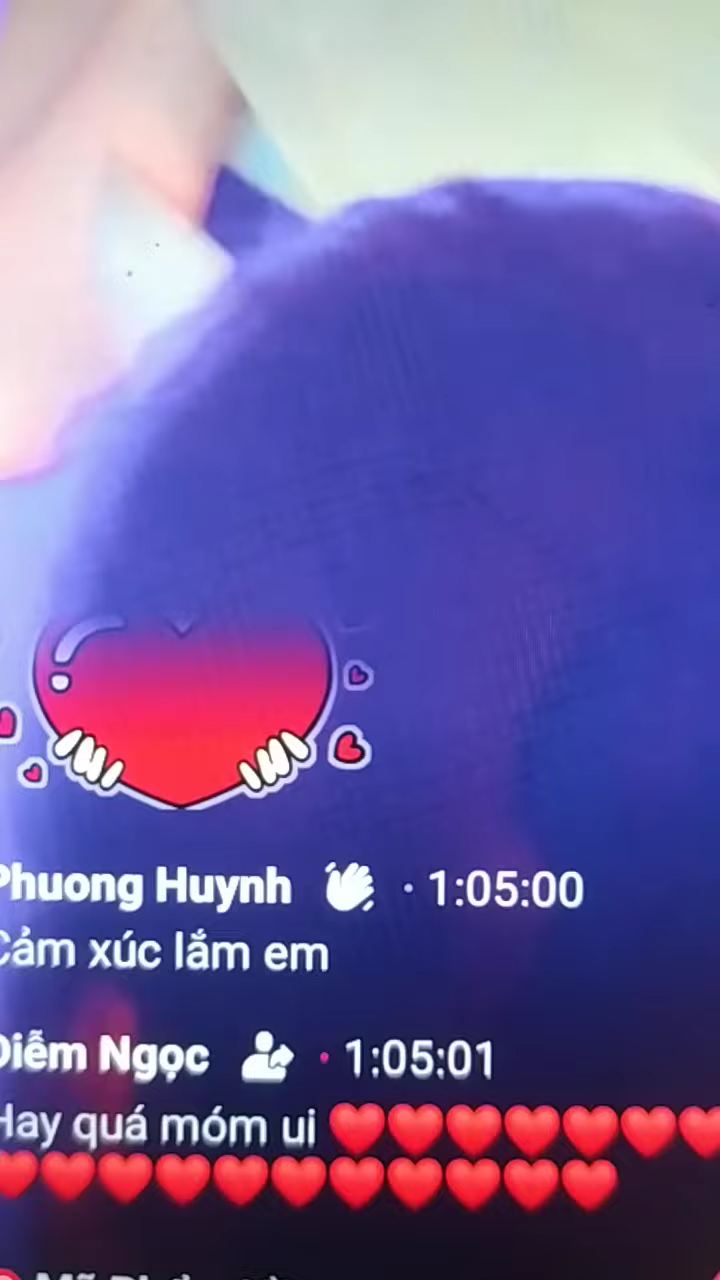 Phuong Huynh · 1:05:00
Cảm xúc lắm em
Diễm Ngọc · 1:05:01
Hay quá móm ui ❤❤❤❤❤❤❤
❤❤❤❤❤❤❤❤❤❤❤